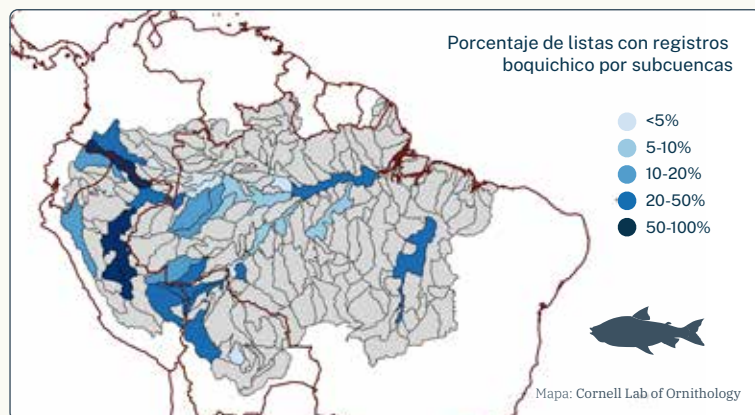 Porcentaje de listas con registros
boquichico por subcuencas
<5%
5-10%
10-20%
20-50%
50-100%
Mapa: Cornell Lab of Ornithology